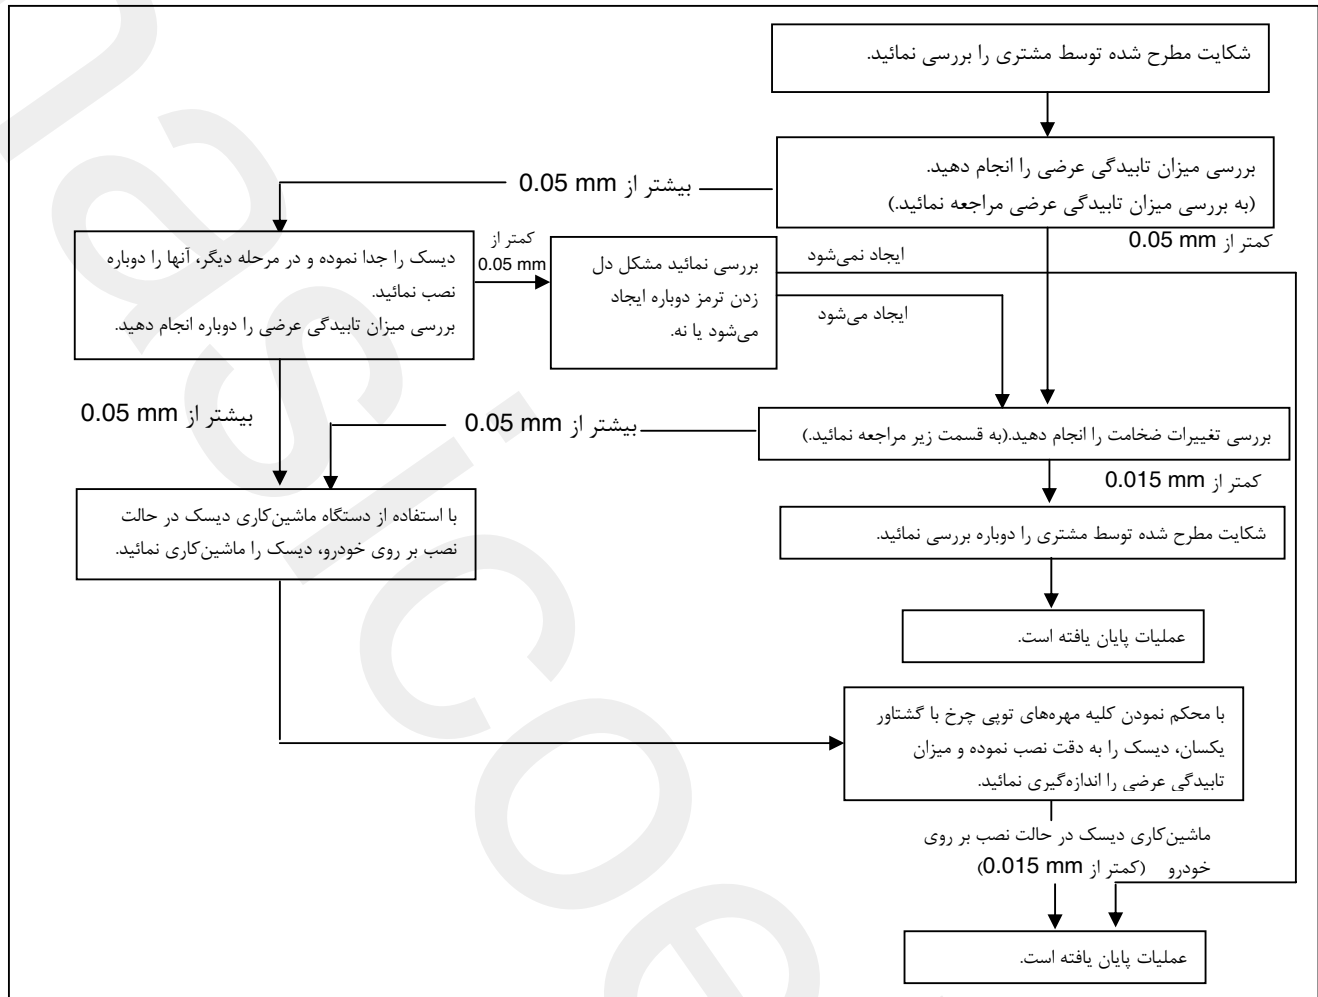 شکایت مطرح شده توسط مشتری را بررسی نمائید.
بررسی میزان تابیدگی عرضی را انجام دهید.
(به بررسی میزان تابیدگی عرضی مراجعه نمائید.)
بیشتر از 0.05 mm
کمتر از 0.05 mm
دیسک را جدا نموده و در مرحله دیگر، آنها را دوباره
نصب نمائید.
بررسی میزان تابیدگی عرضی را دوباره انجام دهید.
کمتر از
0.05 mm
بررسی نمائید مشکل دل
زدن ترمز دوباره ایجاد
می‌شود یا نه.
ایجاد نمی‌شود
ایجاد می‌شود
بیشتر از 0.05 mm
بیشتر از 0.05 mm
بررسی تغییرات ضخامت را انجام دهید.(به قسمت زیر مراجعه نمائید.)
کمتر از 0.015 mm
با استفاده از دستگاه ماشین‌کاری دیسک در حالت
نصب بر روی خودرو، دیسک را ماشین‌کاری نمائید.
شکایت مطرح شده توسط مشتری را دوباره بررسی نمائید.
عملیات پایان یافته است.
با محکم نمودن کلیه مهره‌های توپی چرخ با گشتاور
یکسان، دیسک را به دقت نصب نموده و میزان
تابیدگی عرضی را اندازه‌گیری نمائید.
ماشین‌کاری دیسک در حالت نصب بر روی
خودرو (کمتر از 0.015 mm)
عملیات پایان یافته است.